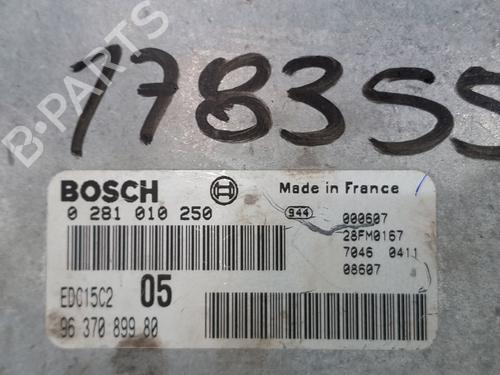 1783SS
BOSCH
Made in France
0 281 010 250
944
000607
28FM0167
7046 0411
08607
EDC15C2 05
96 370 899 80
B-PARTS